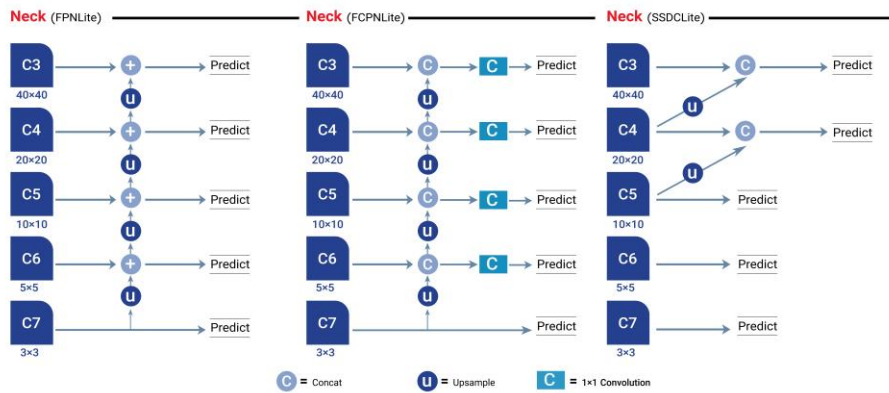 Neck (FPNLite)
C3
40×40
+
Predict
u
C4
20×20
+
Predict
u
C5
10×10
+
Predict
u
C6
5×5
+
Predict
u
C7
3×3
Predict
Neck (FCPNLite)
C3
40×40
C
C
Predict
u
C4
20×20
C
C
Predict
u
C5
10×10
C
C
Predict
u
C6
5×5
C
C
Predict
u
C7
3×3
Predict
Neck (SSDCLite)
C3
40×40
C
Predict
u
C4
20×20
C
Predict
u
C5
10×10
Predict
C6
5×5
Predict
C7
3×3
Predict
C = Concat
u = Upsample
C = 1×1 Convolution